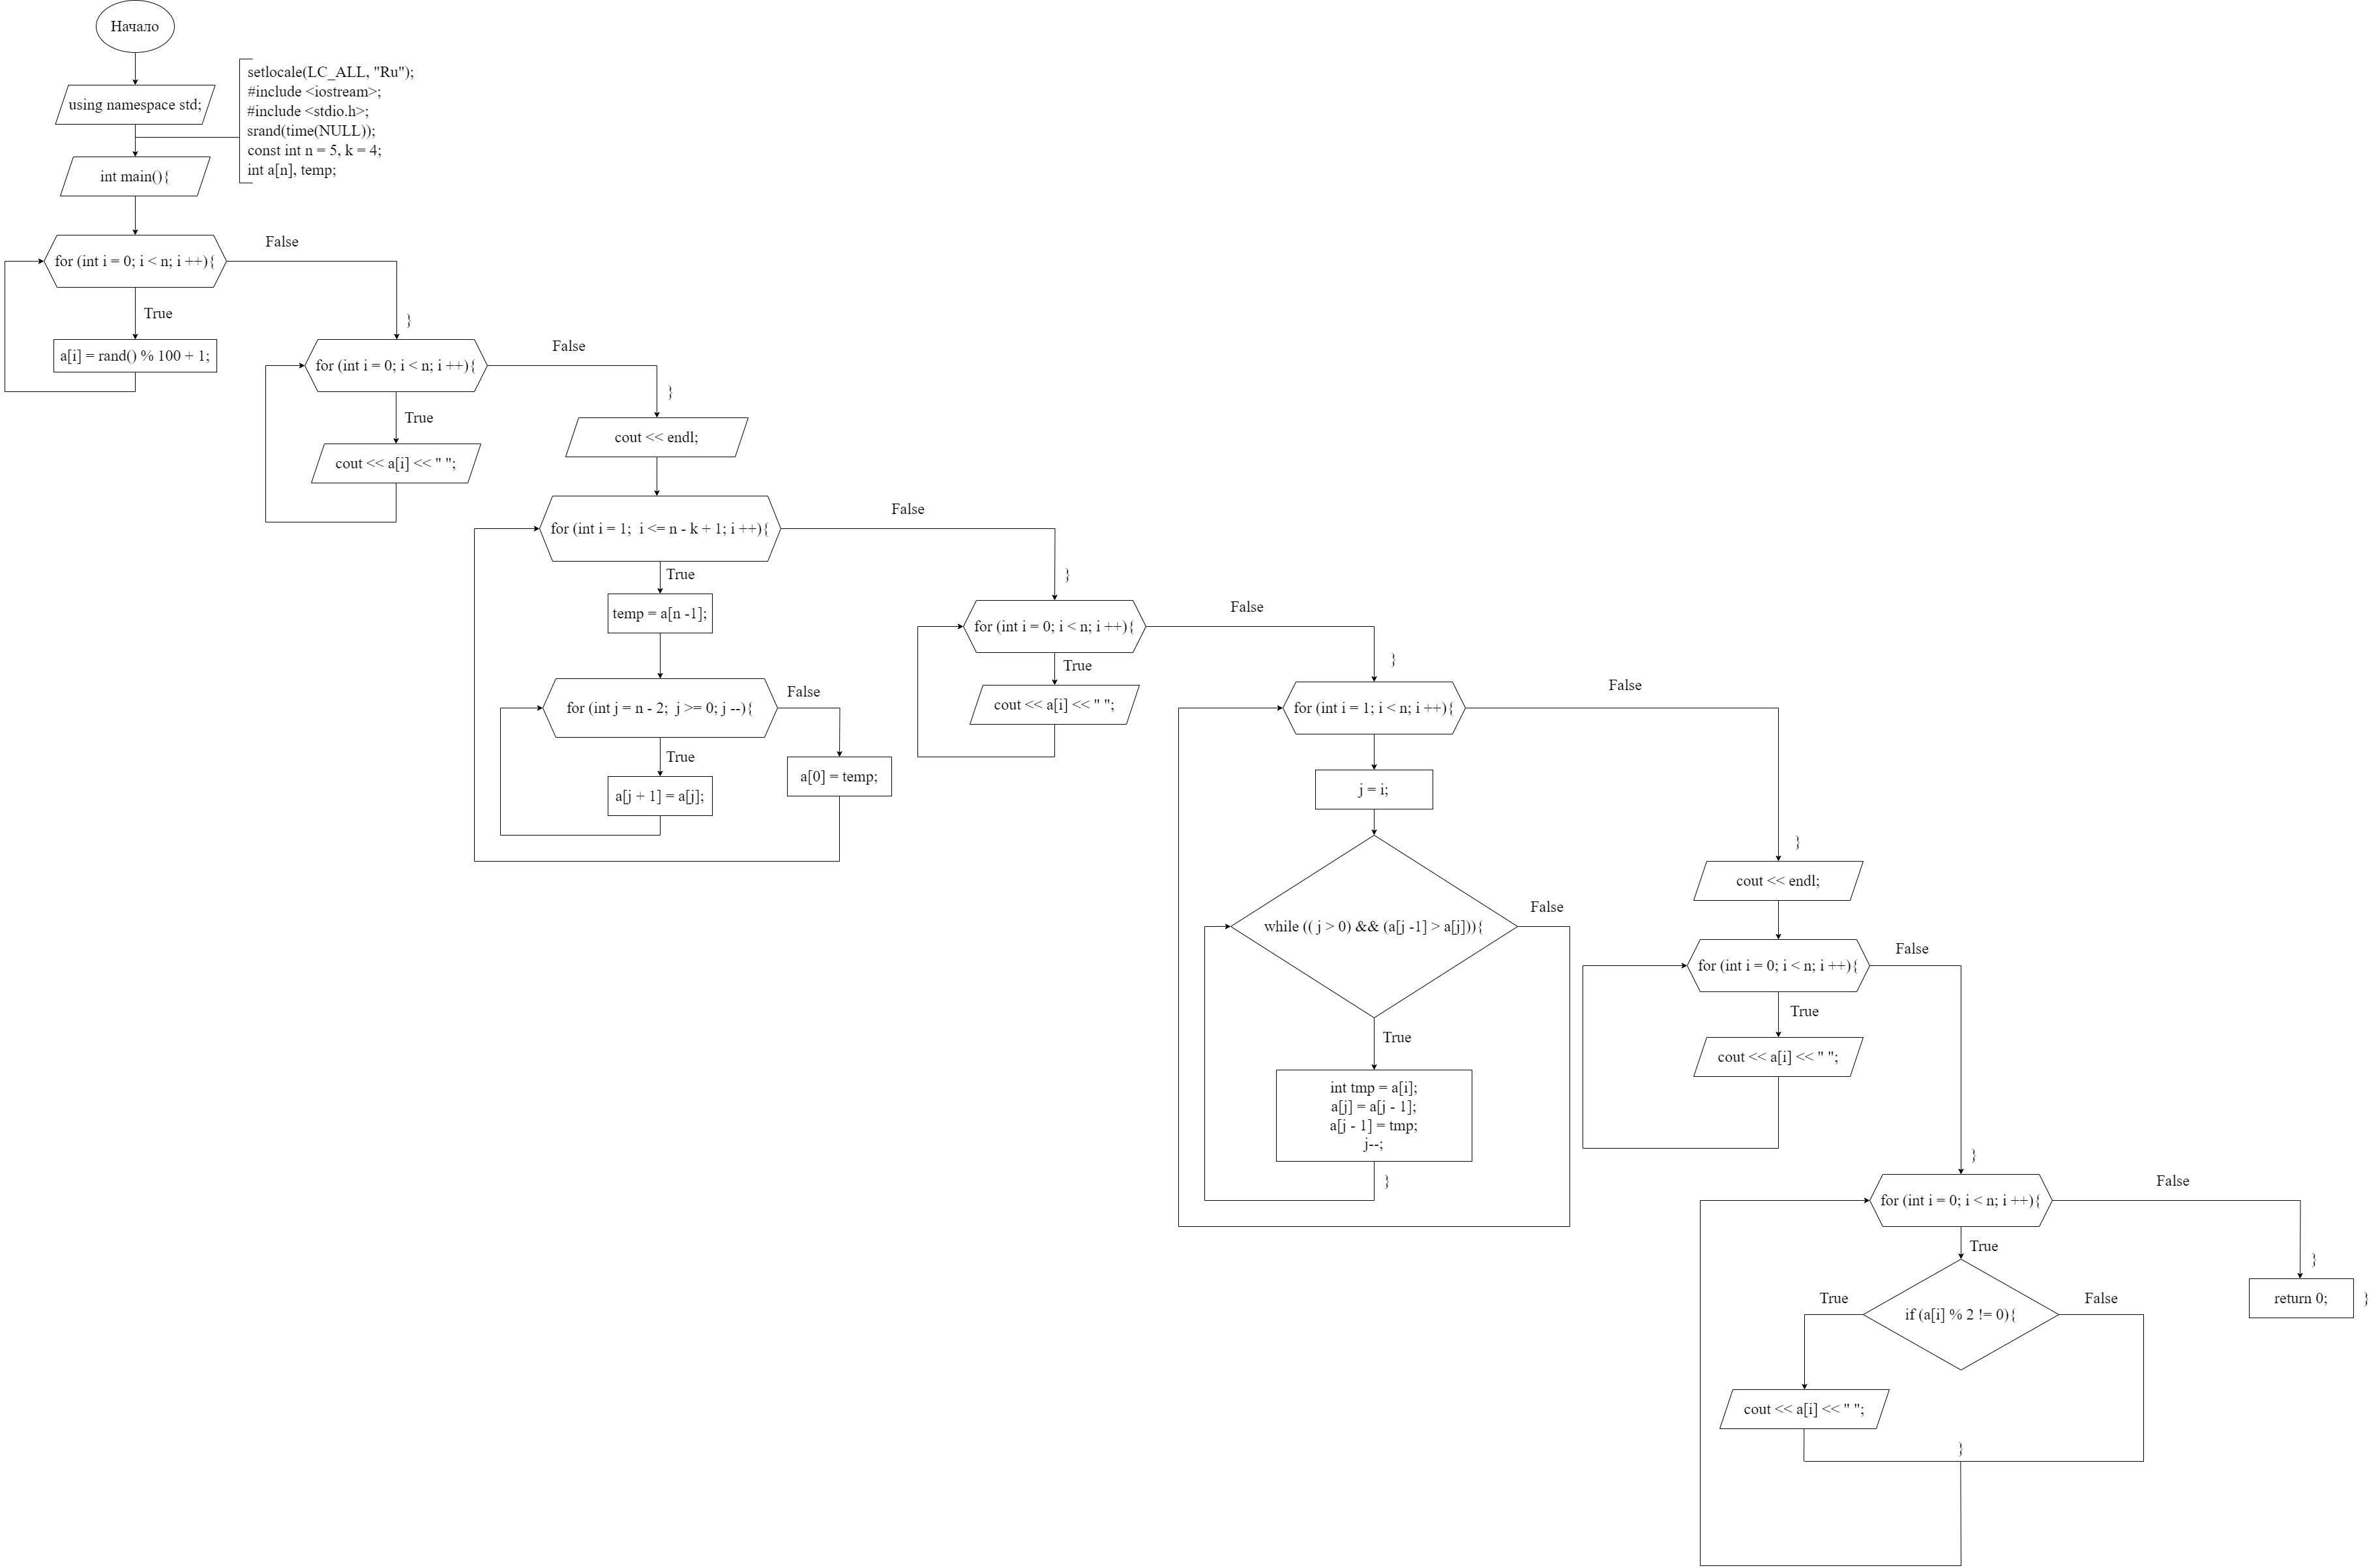 Начало
using namespace std;
setlocale(LC_ALL, "Ru");
#include <iostream>;
#include <stdio.h>;
srand(time(NULL));
const int n = 5, k = 4;
int a[n], temp;
int main(){
for (int i = 0; i < n; i ++){
False
True
a[i] = rand() % 100 + 1;
}
for (int i = 0; i < n; i ++){
False
True
cout << a[i] << " ";
}
cout << endl;
for (int i = 1;  i <= n - k + 1; i ++){
False
True
temp = a[n -1];
for (int j = n - 2;  j >= 0; j --){
False
True
a[j + 1] = a[j];
a[0] = temp;
}
for (int i = 0; i < n; i ++){
False
True
cout << a[i] << " ";
}
for (int i = 1; i < n; i ++){
False
j = i;
while (( j > 0) && (a[j -1] > a[j])){
False
True
int tmp = a[i];
a[j] = a[j - 1];
a[j - 1] = tmp;
j--;
}
}
cout << endl;
for (int i = 0; i < n; i ++){
False
True
cout << a[i] << " ";
}
for (int i = 0; i < n; i ++){
False
True
if (a[i] % 2 != 0){
True
False
cout << a[i] << " ";
}
}
return 0;
}